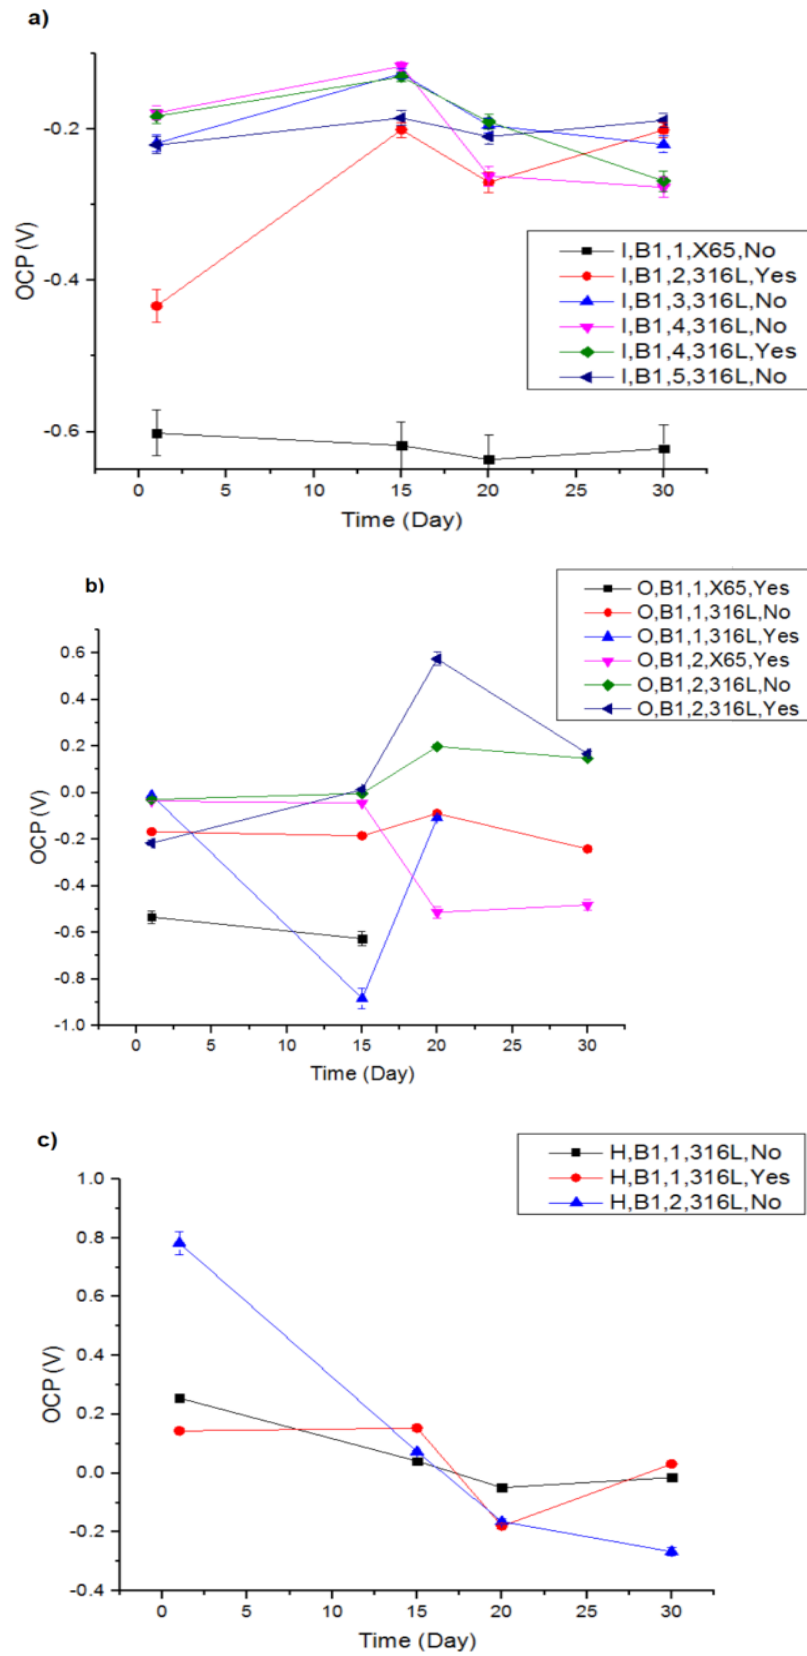 a)
-0.2
-0.4
-0.6
OCP (V)
I,B1,1,X65,No
I,B1,2,316L,Yes
I,B1,3,316L,No
I,B1,4,316L,No
I,B1,4,316L,Yes
I,B1,5,316L,No
0 5 10 15 20 25 30
Time (Day)
b)
O,B1,1,X65,Yes
O,B1,1,316L,No
O,B1,1,316L,Yes
O,B1,2,X65,Yes
O,B1,2,316L,No
O,B1,2,316L,Yes
0.6
0.4
0.2
0.0
-0.2
-0.4
-0.6
-0.8
-1.0
OCP (V)
0 5 10 15 20 25 30
Time (Day)
c)
H,B1,1,316L,No
H,B1,1,316L,Yes
H,B1,2,316L,No
1.0
0.8
0.6
0.4
0.2
0.0
-0.2
-0.4
OCP (V)
0 5 10 15 20 25 30
Time (Day)